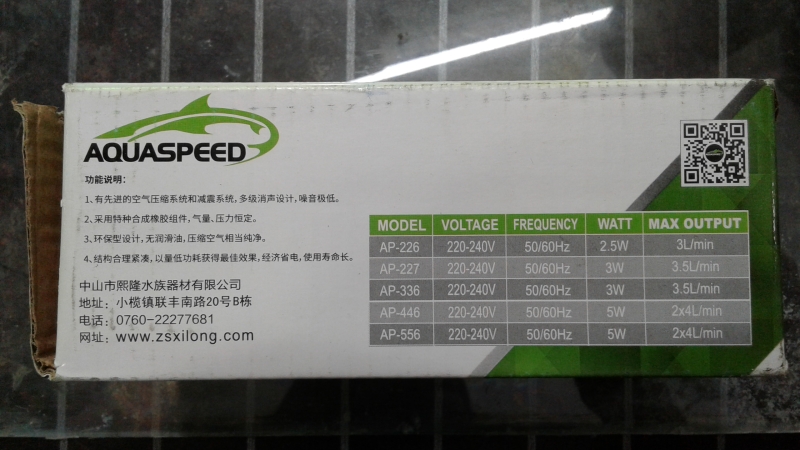 AQUASPEED
功能说明：
1、有先进的空气压缩系统和减震系统，多级消声设计，噪音极低。
2、采用特种合成橡胶组件，气量、压力恒定。
3、环保型设计，无润滑油，压缩空气相当纯净。
4、结构合理紧凑，以量低功耗获得最佳效果，经济省电，使用寿命长。
中山市熙隆水族器材有限公司
地址：小榄镇联丰南路20号B栋
电话：0760-22277681
网址：www.zsxilong.com
MODEL VOLTAGE FREQUENCY WATT MAX OUTPUT
AP-226 220-240V 50/60Hz 2.5W 3L/min
AP-227 220-240V 50/60Hz 3W 3.5L/min
AP-336 220-240V 50/60Hz 3W 3.5L/min
AP-446 220-240V 50/60Hz 5W 2x4L/min
AP-556 220-240V 50/60Hz 5W 2x4L/min